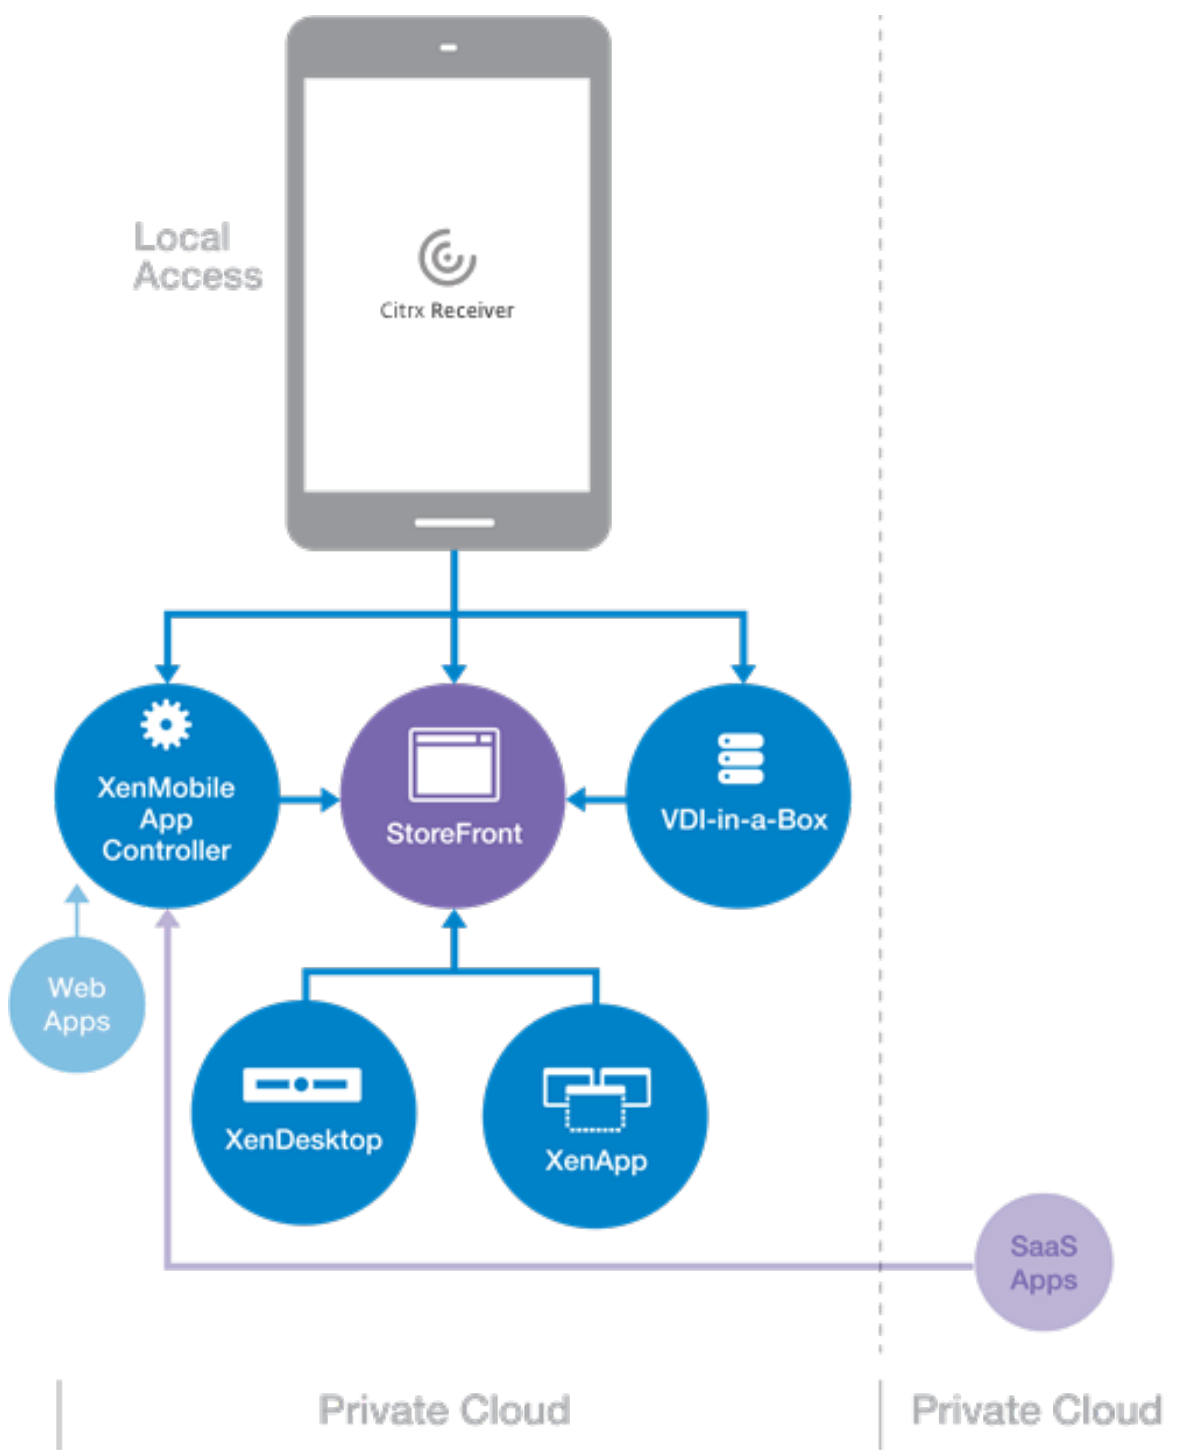 Local
Access
Citrx Receiver
XenMobile
App
Controller
StoreFront
VDI-in-a-Box
Web
Apps
XenDesktop
XenApp
SaaS
Apps
Private Cloud
Private Cloud